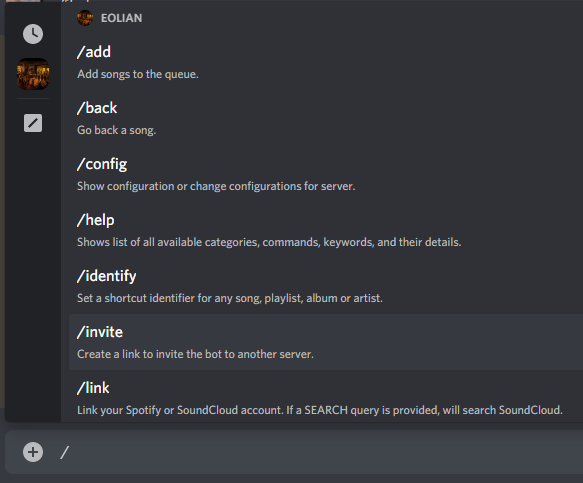 EOLIAN
/add
Add songs to the queue.
/back
Go back a song.
/config
Show configuration or change configurations for server.
/help
Shows list of all available categories, commands, keywords, and their details.
/identify
Set a shortcut identifier for any song, playlist, album or artist.
/invite
Create a link to invite the bot to another server.
/link
Link your Spotify or SoundCloud account. If a SEARCH query is provided, will search SoundCloud.
/